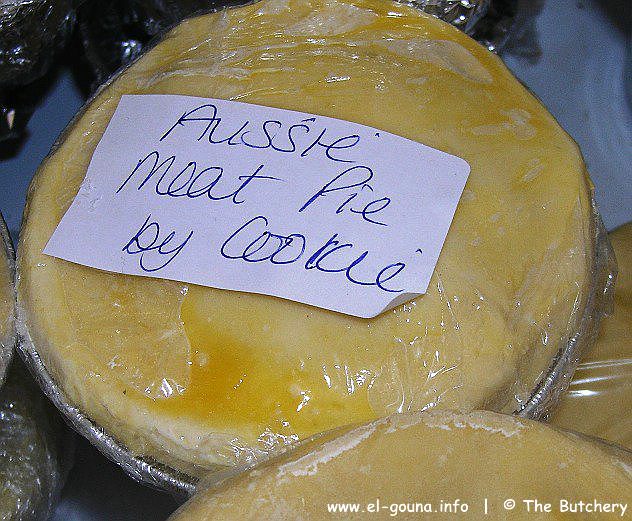 Aussie
Meat Pie
by Cookie
www.el-gouna.info | © The Butchery